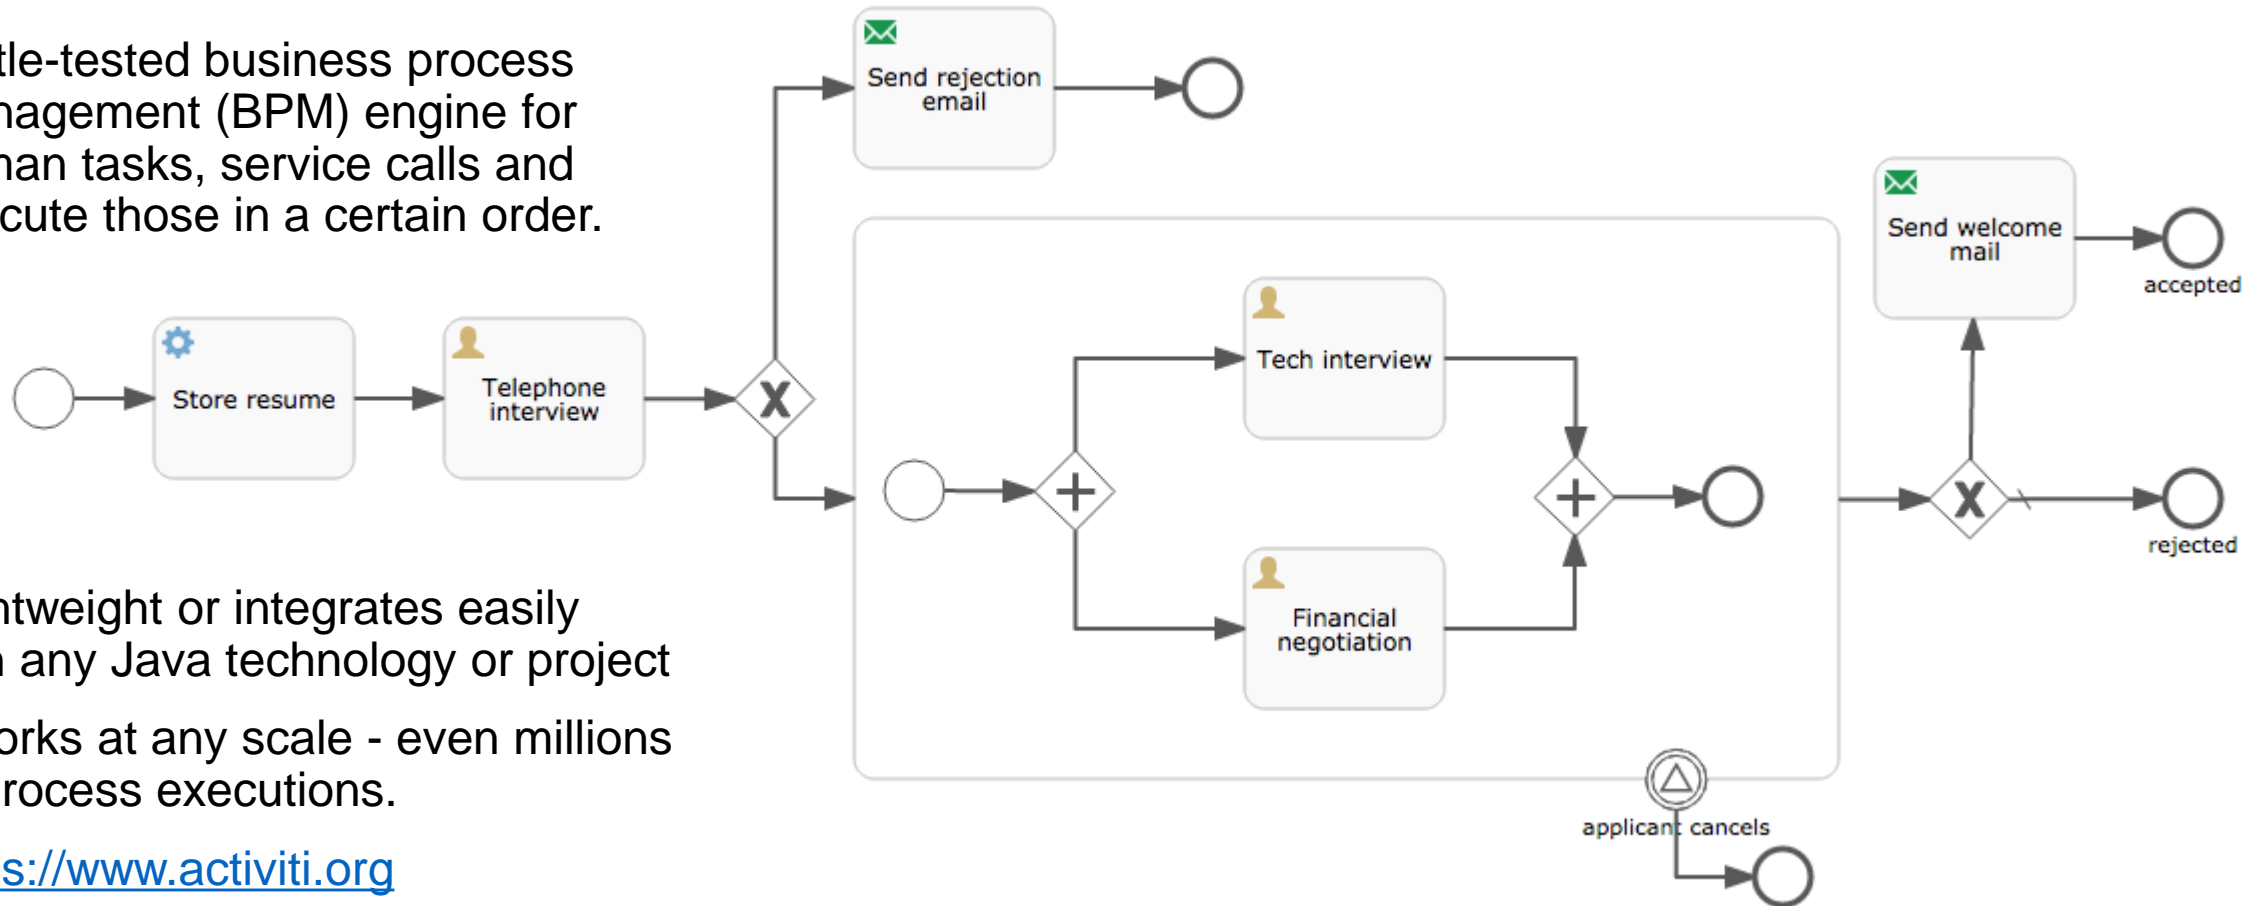 tle-tested business process
nagement (BPM) engine for
nan tasks, service calls and
cute those in a certain order.
Send rejection
email
Send welcome
mail
accepted
Store resume
Telephone
interview
X
Tech interview
Financial
negotiation
X
rejected
applicant cancels
ntweight or integrates easily
n any Java technology or project
orks at any scale - even millions
rocess executions.
s://www.activiti.org